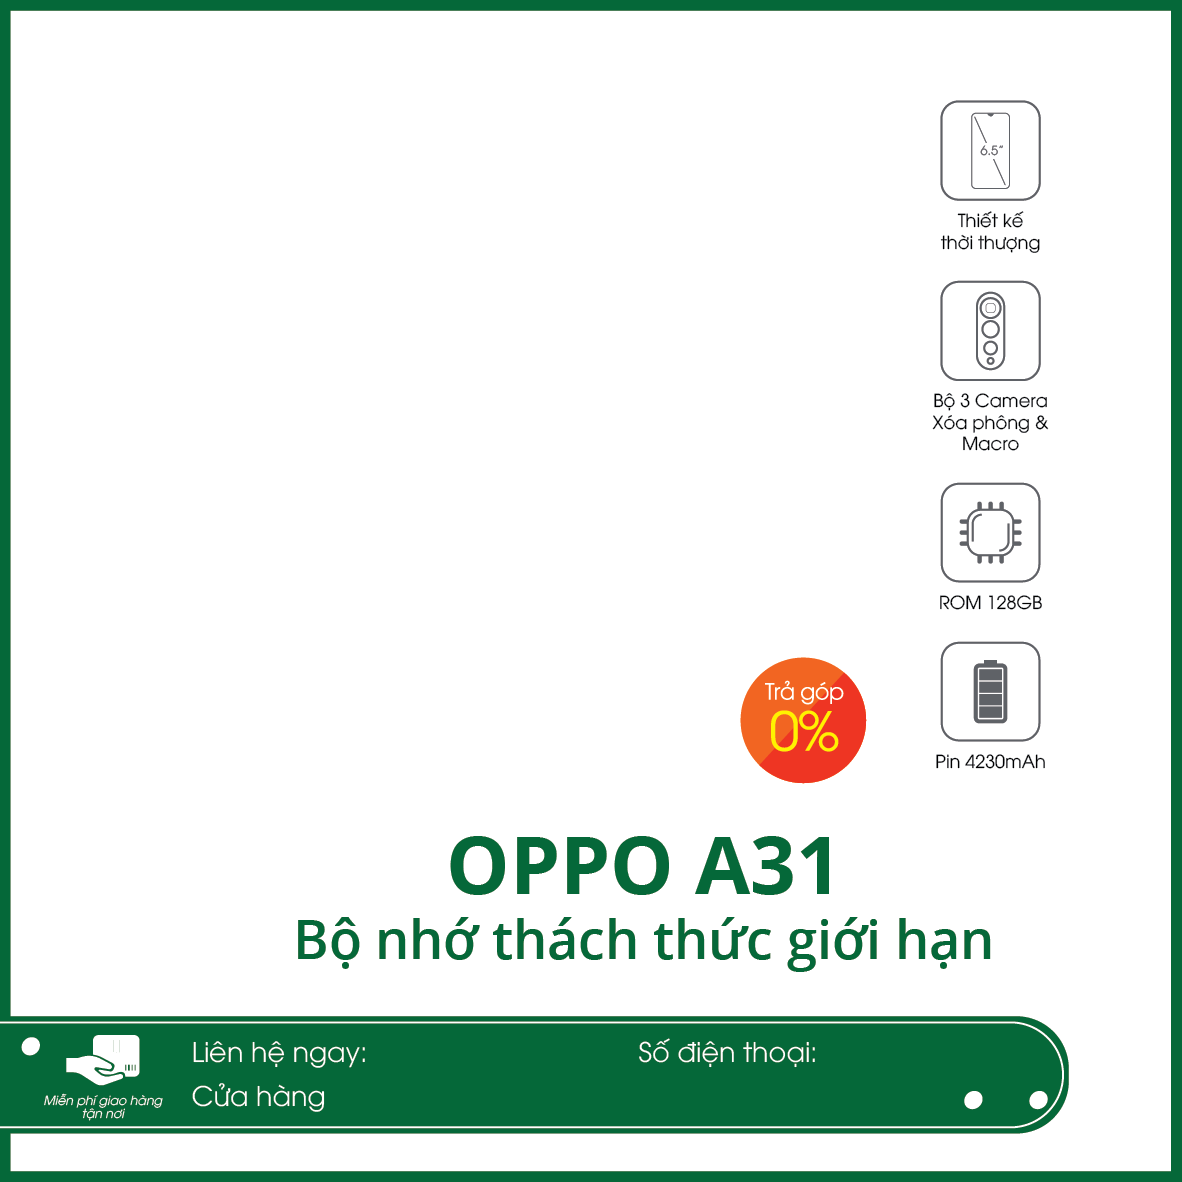 6.5”
Thiết kế
thời thượng
Bộ 3 Camera
Xóa phông &
Macro
ROM 128GB
Pin 4230mAh
Trả góp
0%
OPPO A31
Bộ nhớ thách thức giới hạn
Miễn phí giao hàng
tận nơi
Liên hệ ngay:
Cửa hàng
Số điện thoại: